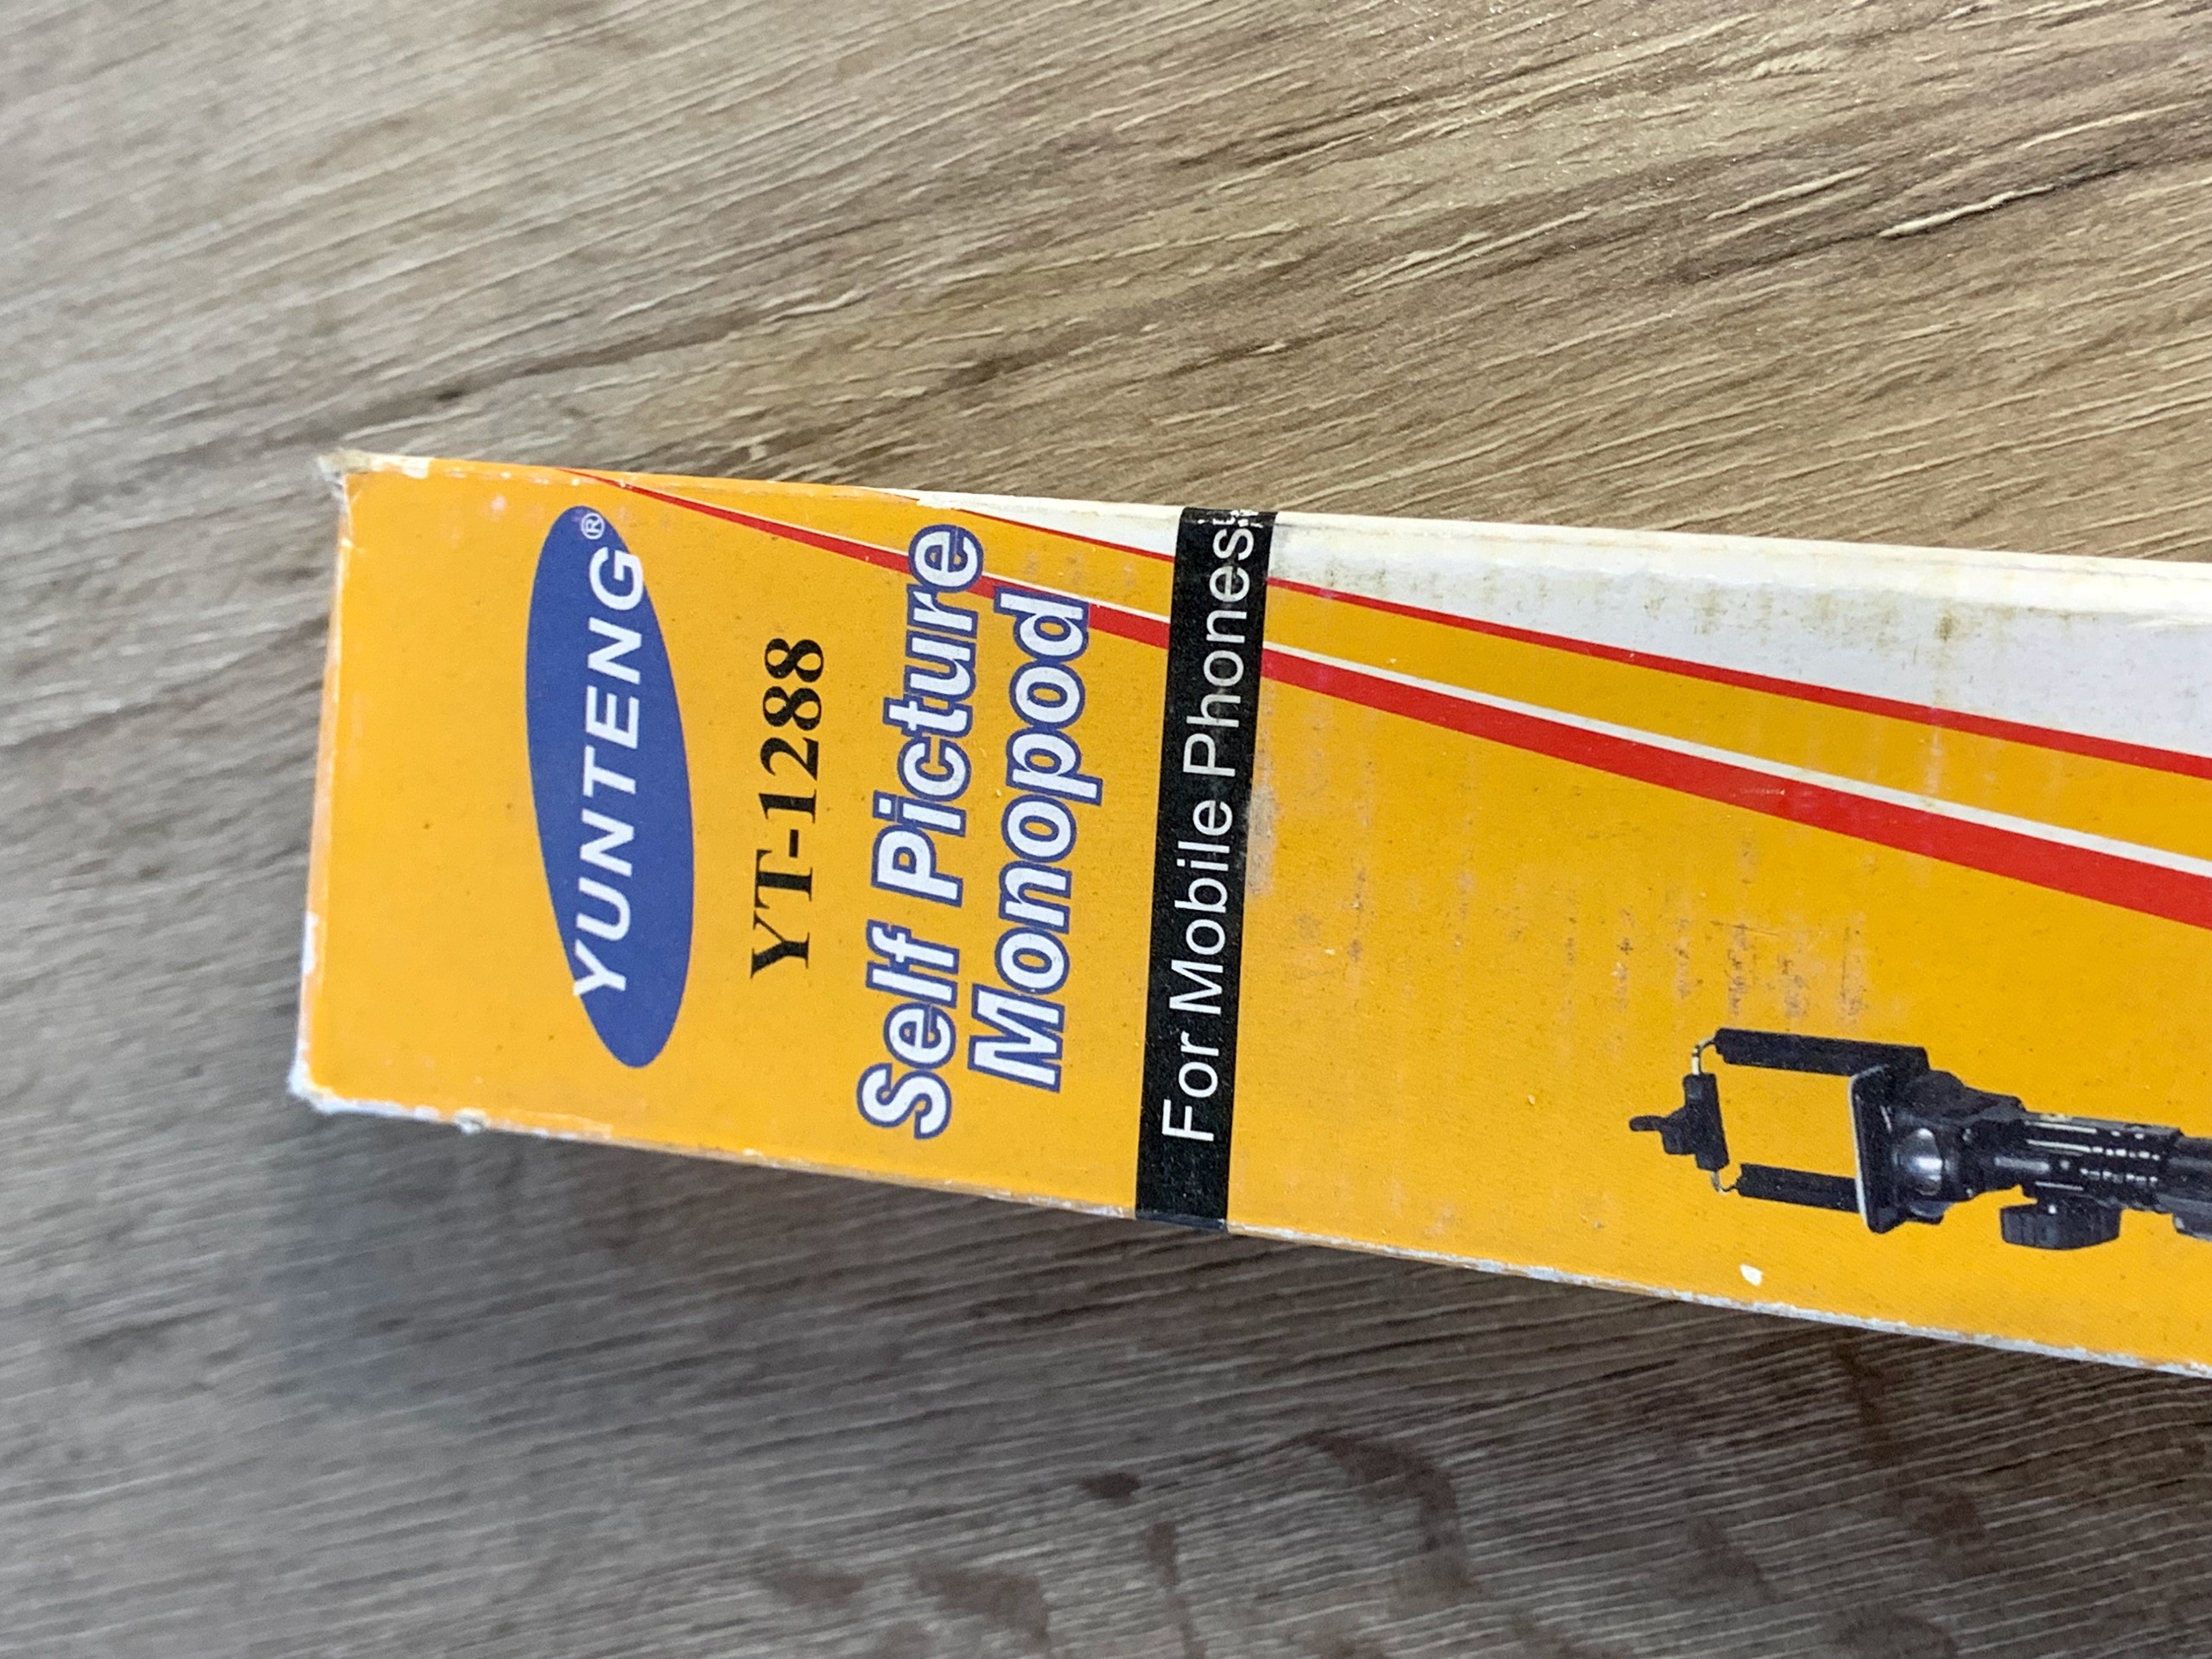 YUNTENG®
YT-1288
Self Picture
Monopod
For Mobile Phones